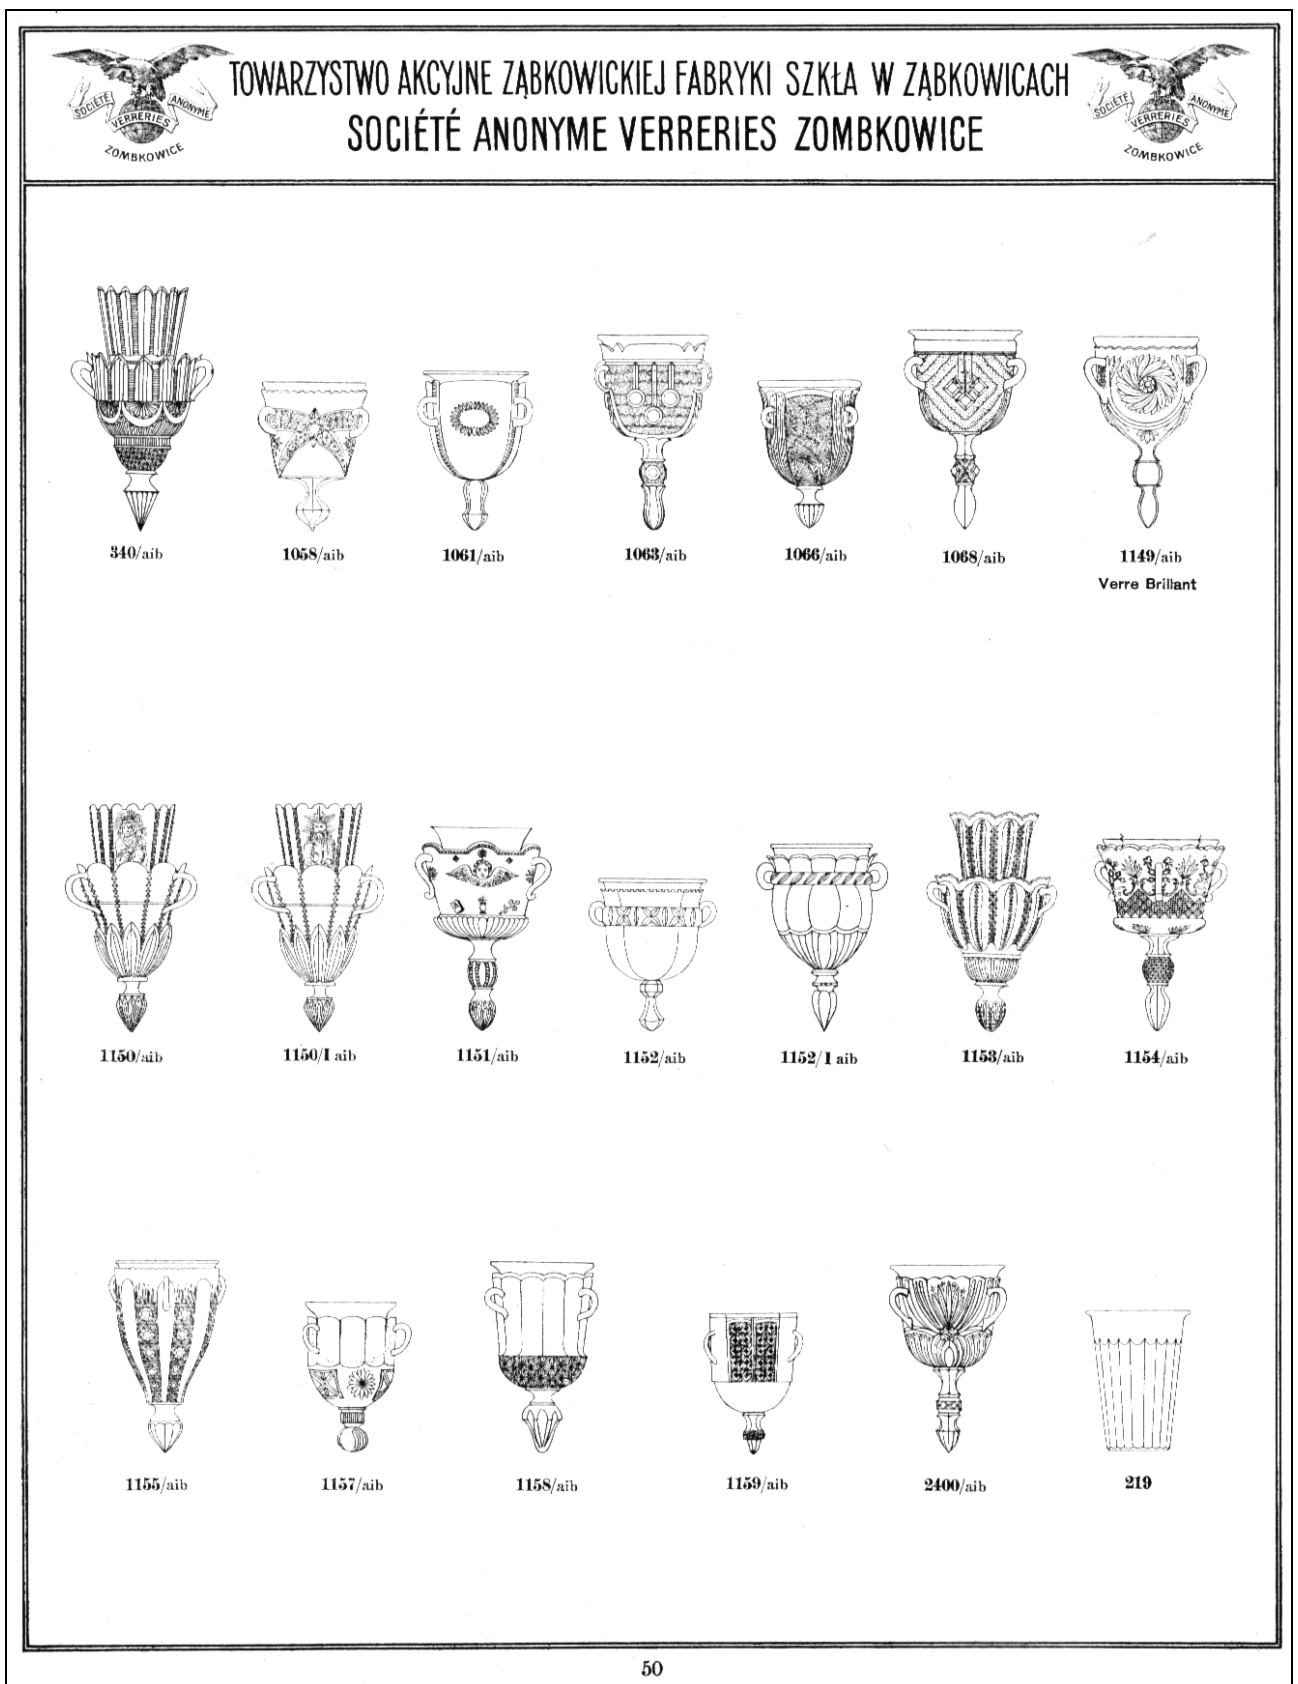 TOWARZYSTWO AKCYJNE ZĄBKOWICKIEJ FABRYKI SZKŁA W ZĄBKOWICACH
SOCIÉTÉ ANONYME VERRERIES ZOMBKOWICE
SOCIÉTÉ VERRERIES ANONYME
ZOMBKOWICE
SOCIÉTÉ VERRERIES ANONYME
ZOMBKOWICE
340/aib 1058/aib 1061/aib 1063/aib 1066/aib 1068/aib 1149/aib
Verre Brillant
1150/aib 1150/I aib 1151/aib 1152/aib 1152/I aib 1153/aib 1154/aib
1155/aib 1157/aib 1158/aib 1159/aib 2400/aib 219
50